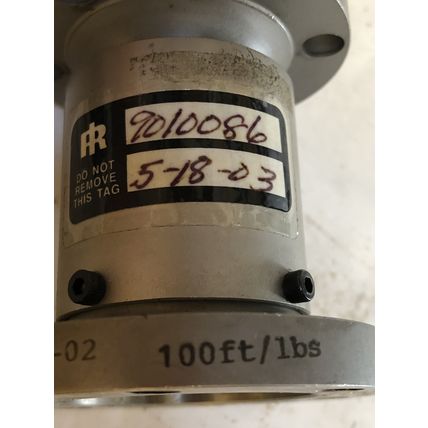 IR
9010086
DO NOT
REMOVE
THIS TAG
5-18-03
-02 100ft/lbs